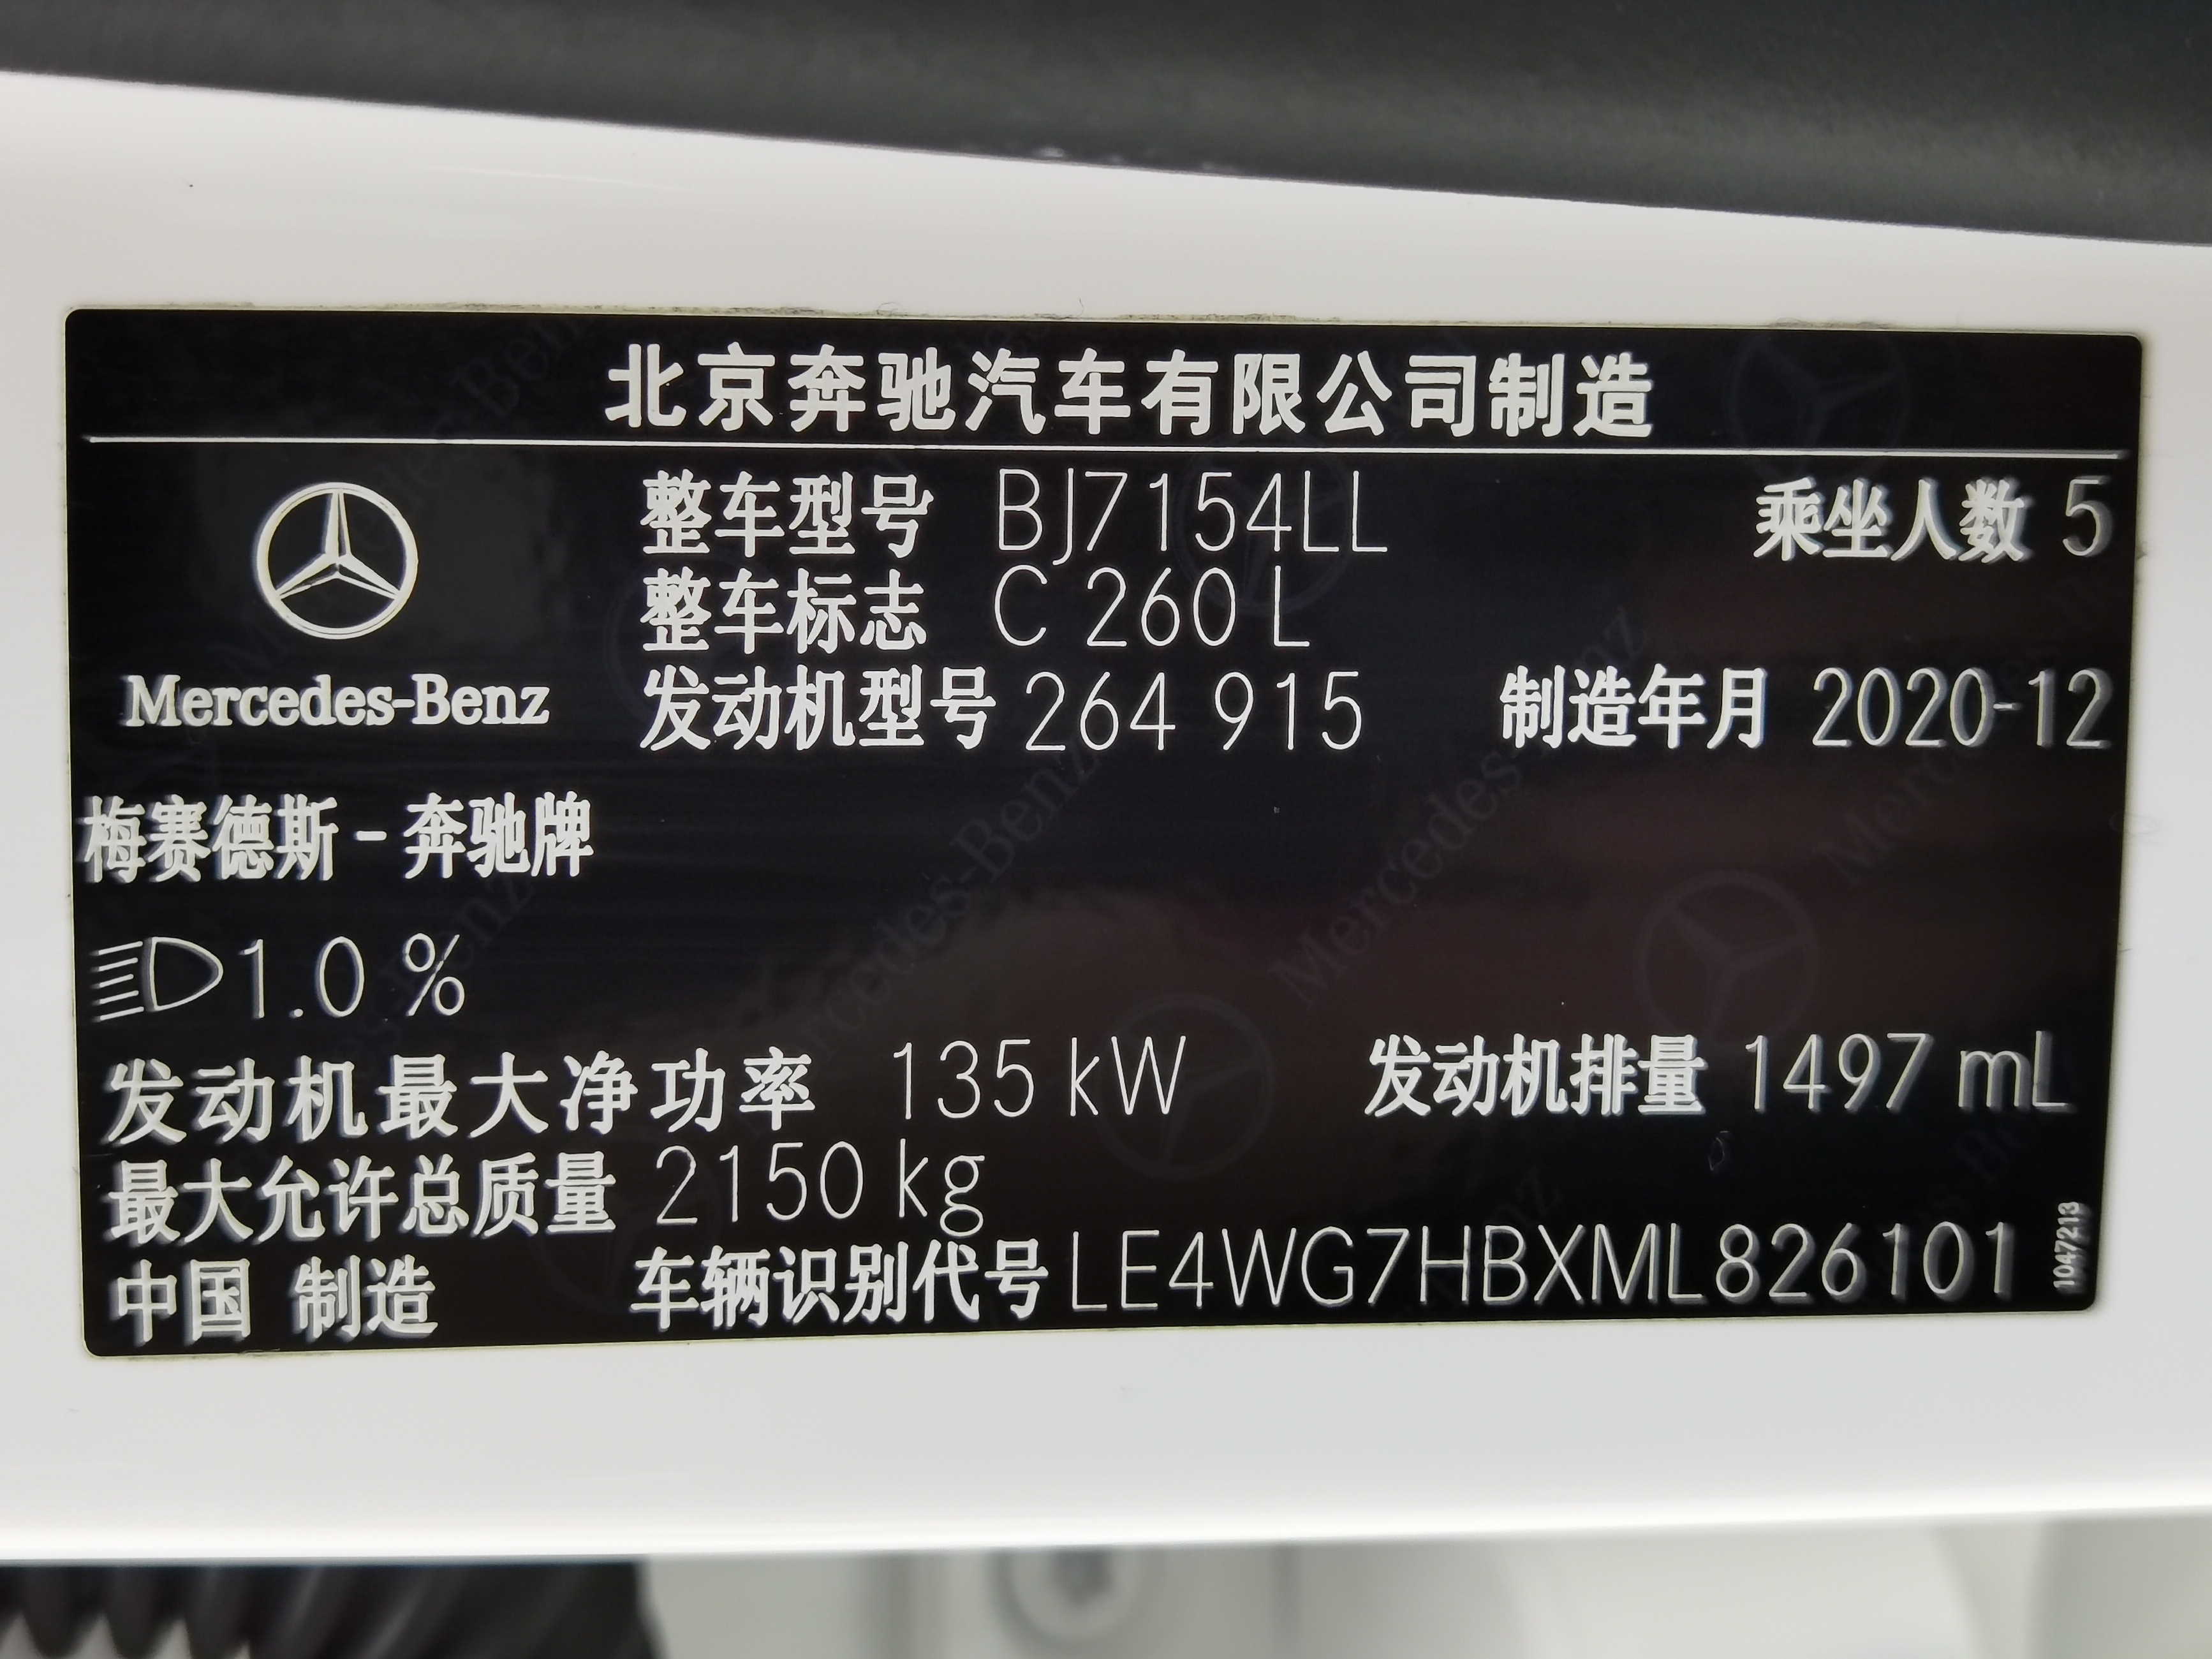 北京奔驰汽车有限公司制造
整车型号 BJ7154LL 乘坐人数 5
整车标志 C 260 L
Mercedes-Benz 发动机型号 264 915 制造年月 2020-12
梅赛德斯-奔驰牌
1.0 %
发动机最大净功率 135 kW 发动机排量 1497 mL
最大允许总质量 2150 kg
中国 制造 车辆识别代号 LE4WG7HBXML826101
1047213